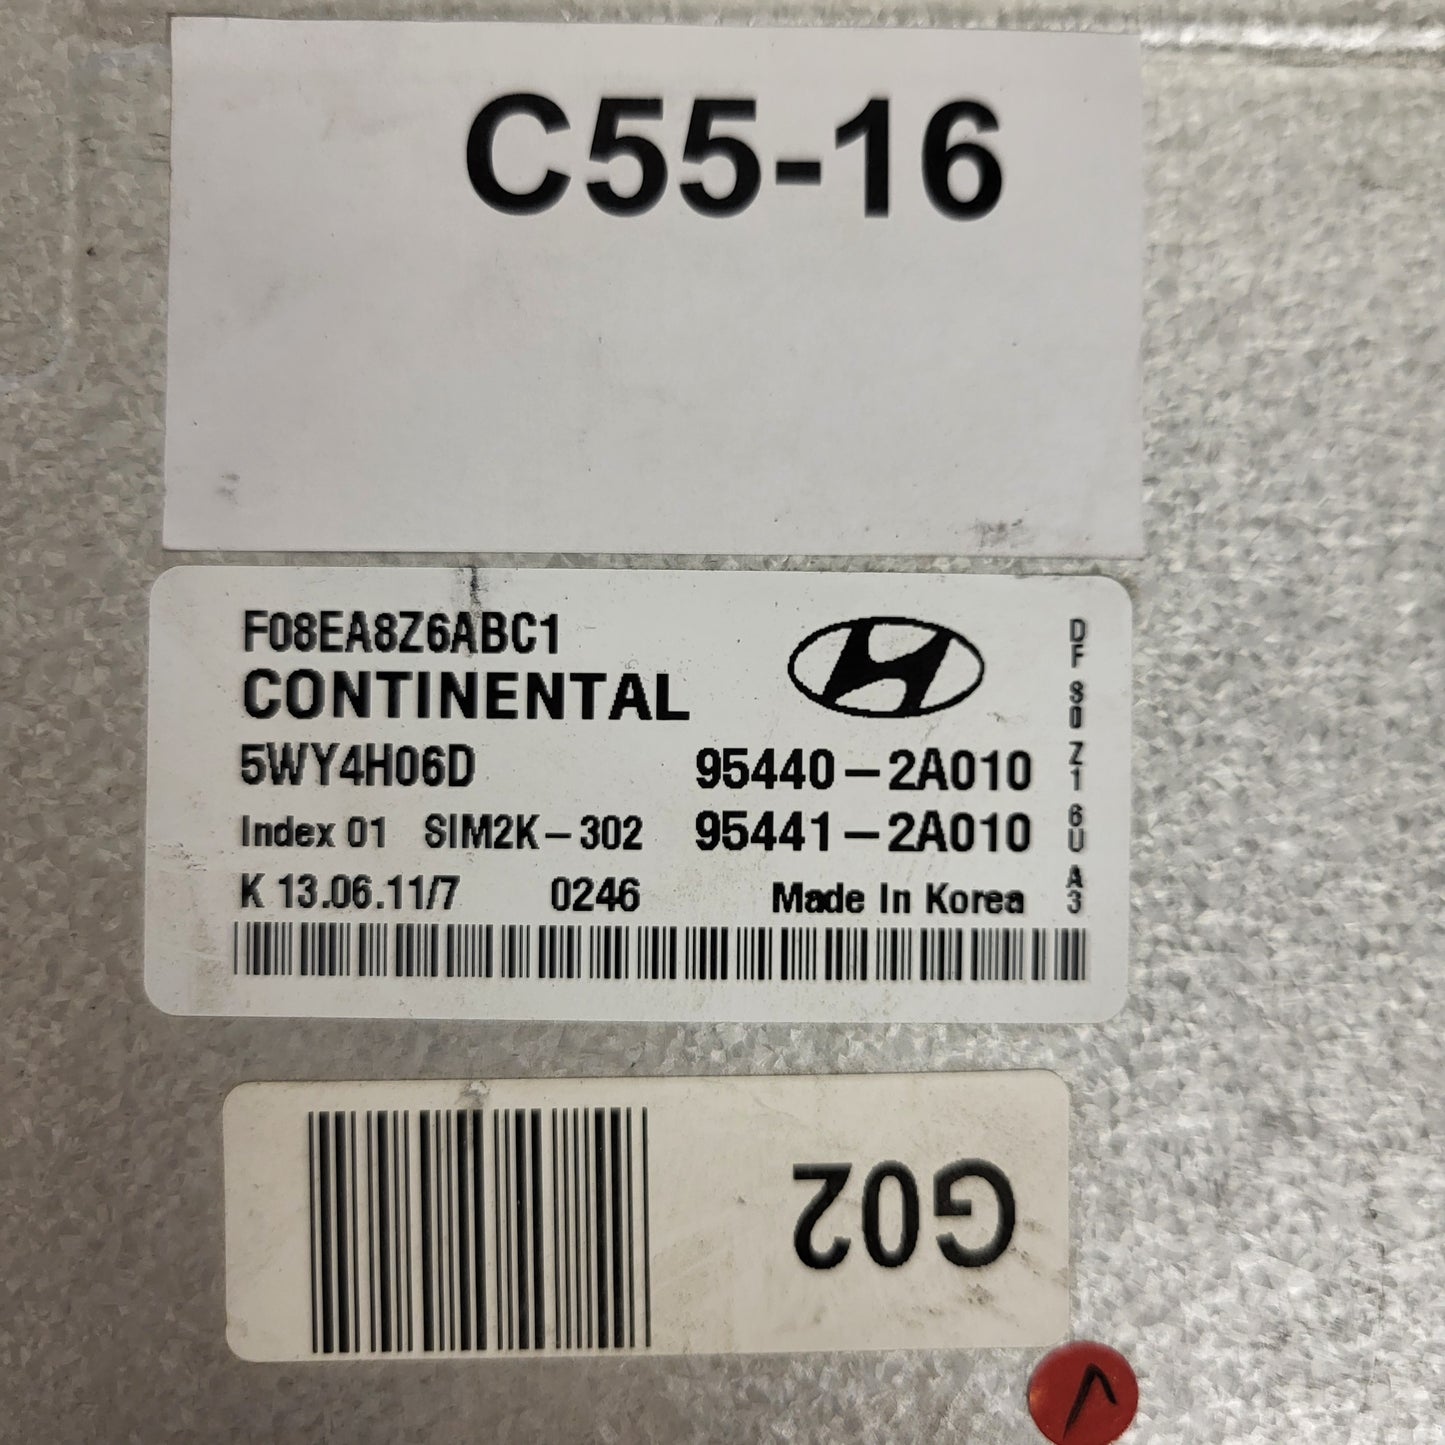 C55-16
F08EA8Z6ABC1
CONTINENTAL
5WY4H06D 95440-2A010
Index 01 SIM2K-302 95441-2A010
K 13.06.11/7 0246 Made In Korea
DF S0 Z1 6U A3
G02